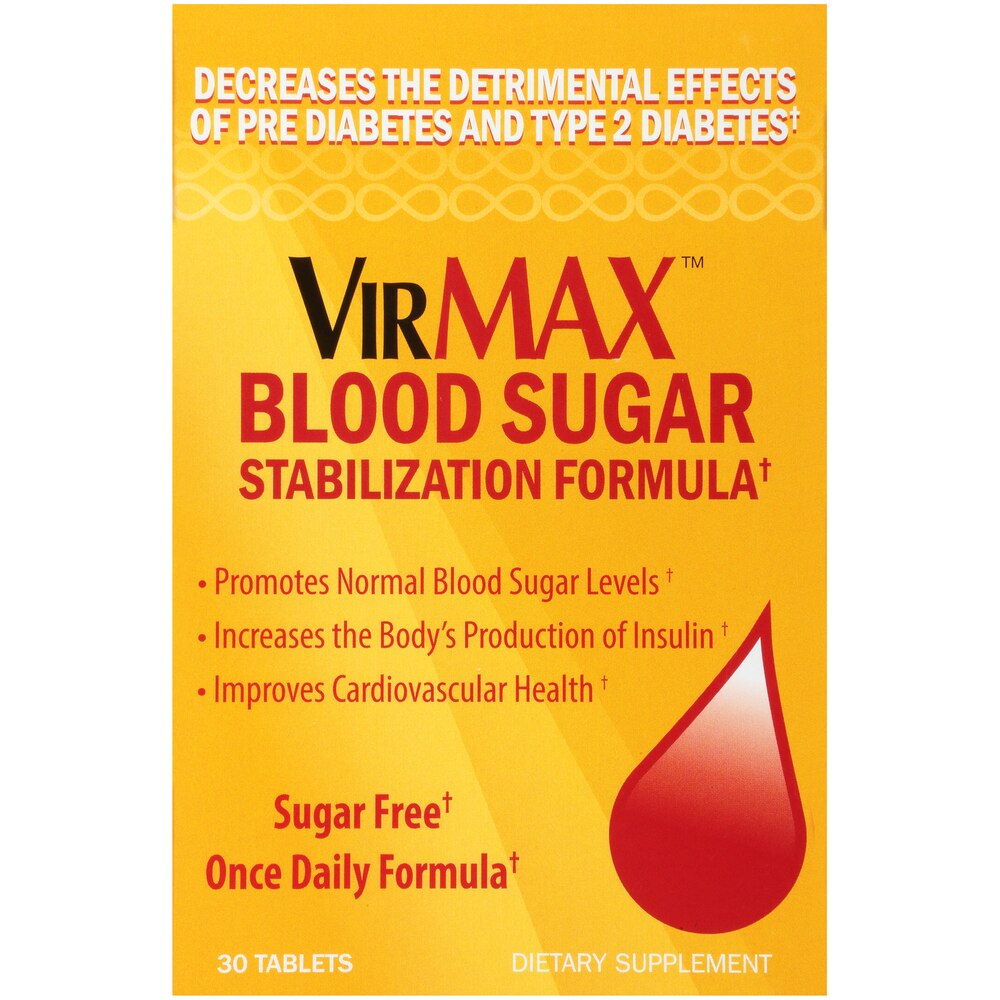 DECREASES THE DETRIMENTAL EFFECTS
OF PRE DIABETES AND TYPE 2 DIABETES†
VIRMAX™
BLOOD SUGAR
STABILIZATION FORMULA†
• Promotes Normal Blood Sugar Levels †
• Increases the Body's Production of Insulin †
• Improves Cardiovascular Health †
Sugar Free†
Once Daily Formula†
30 TABLETS
DIETARY SUPPLEMENT